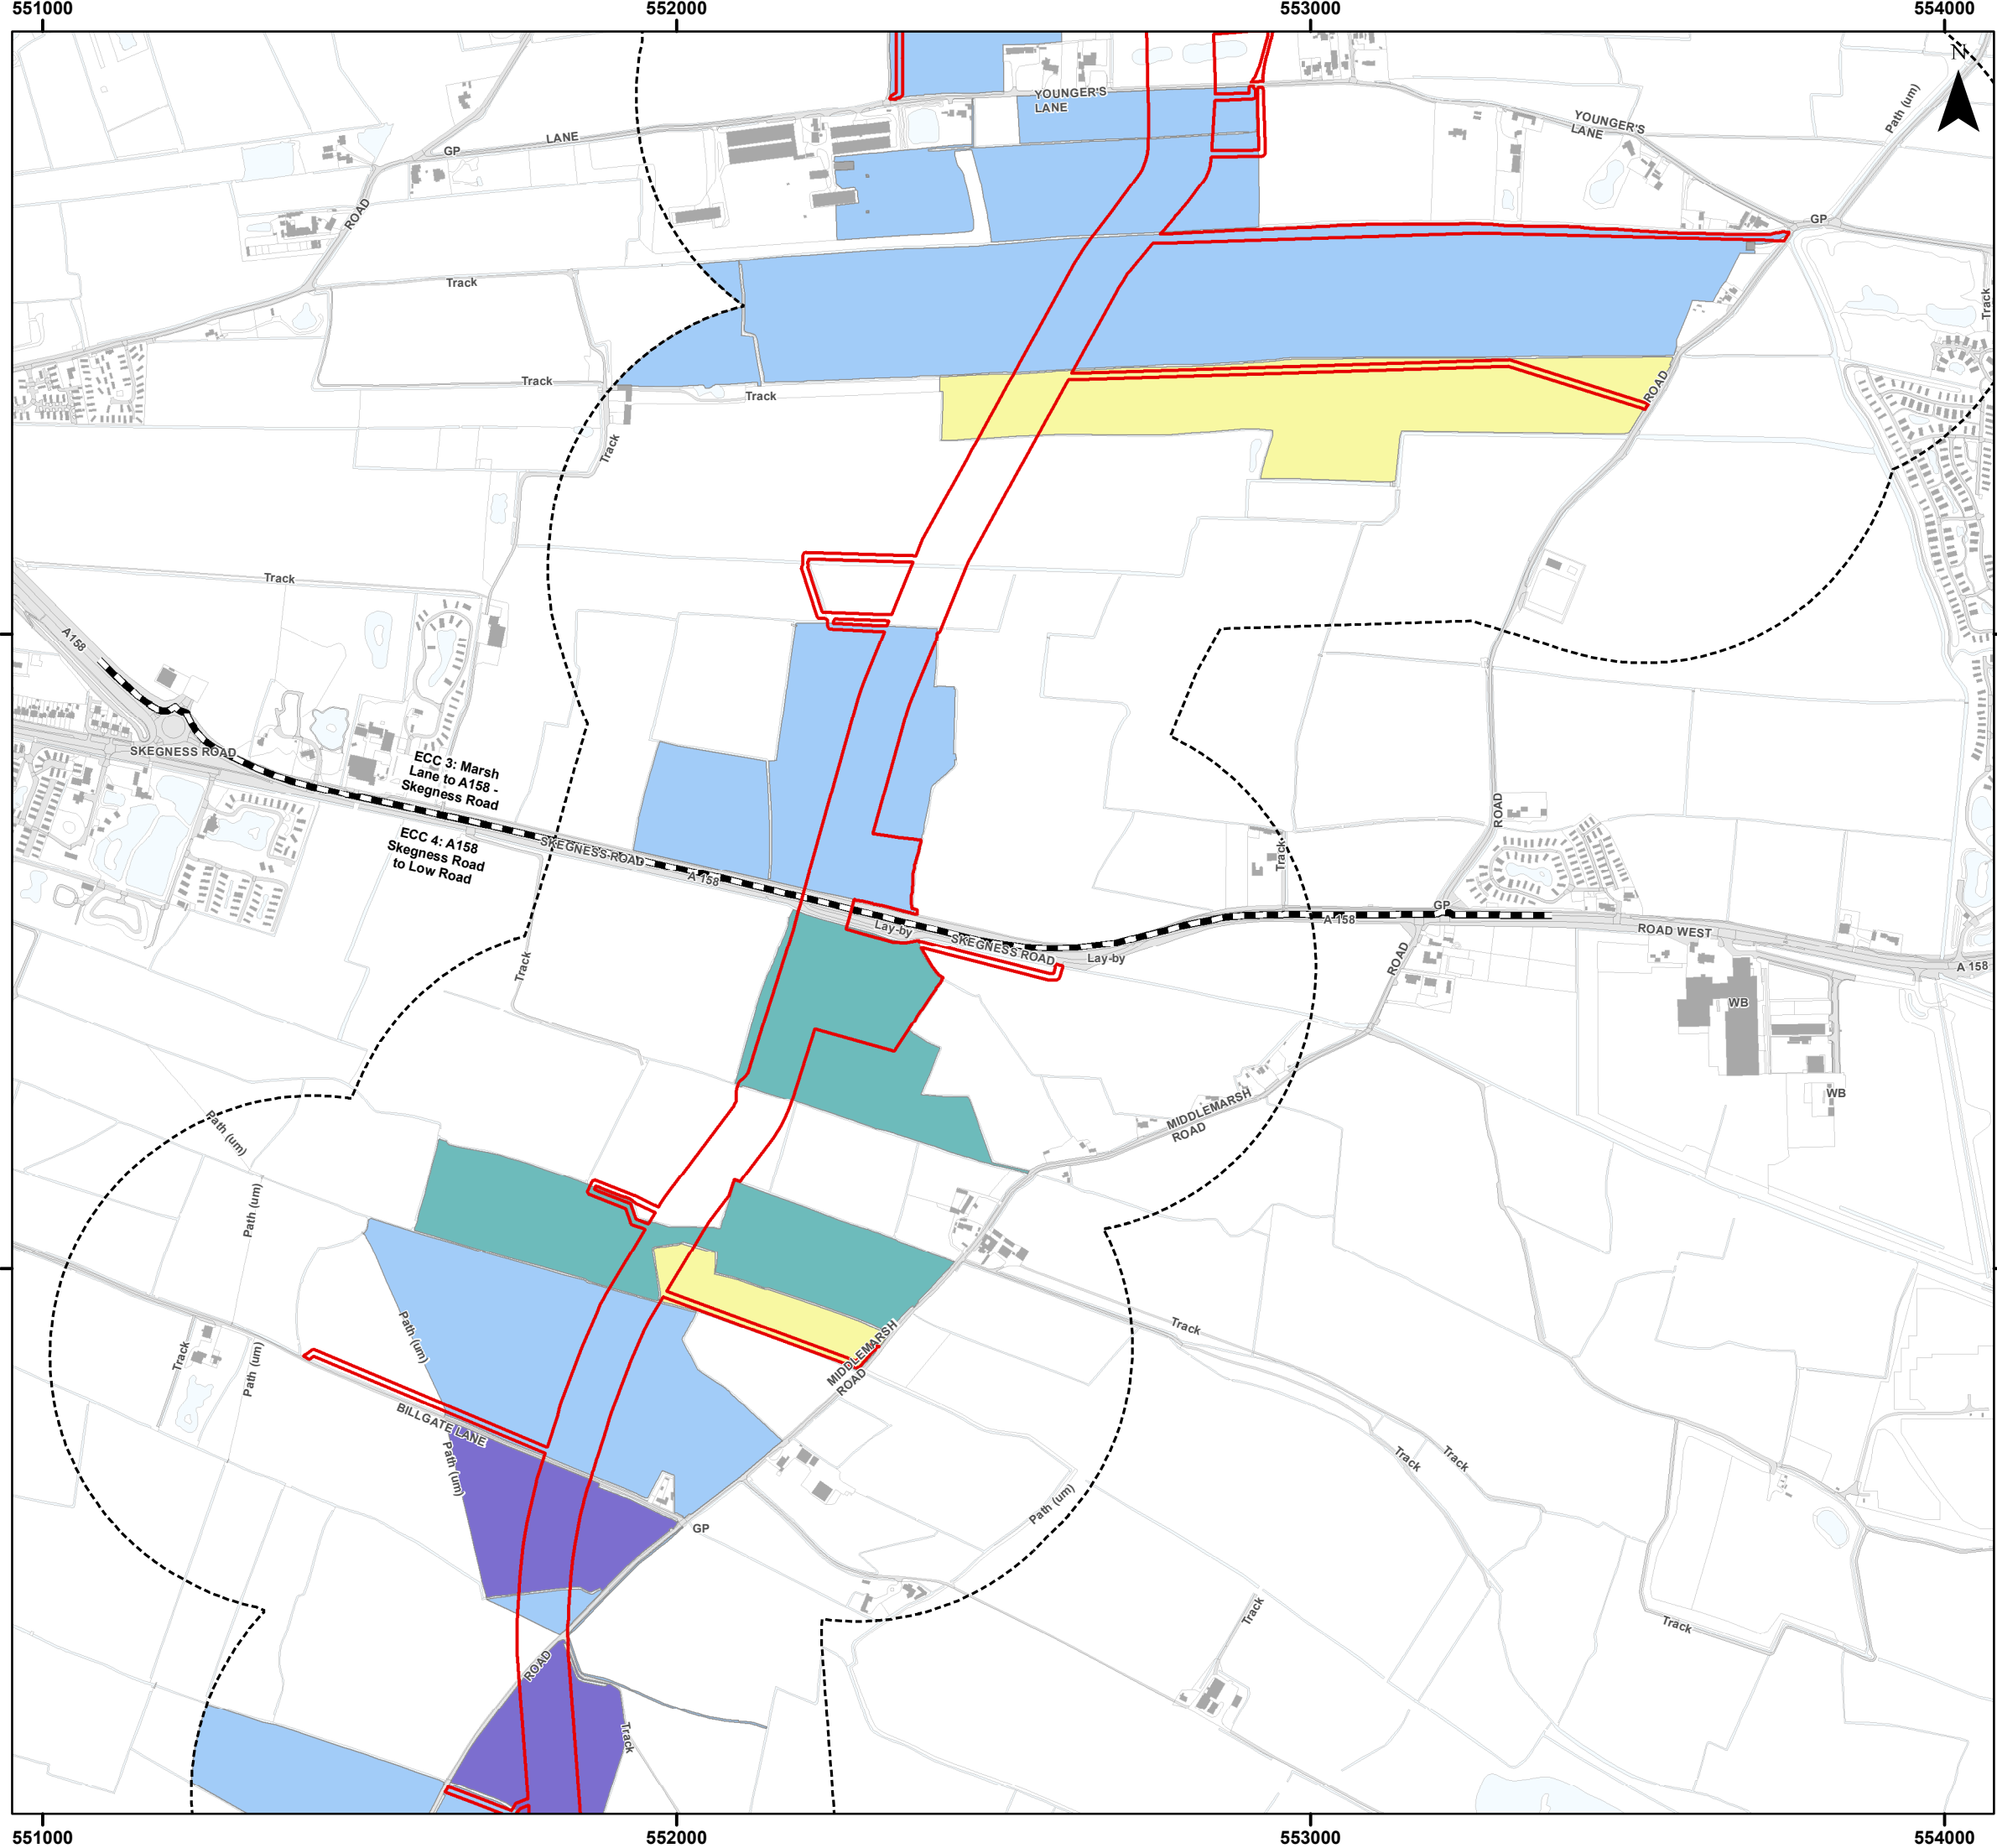 551000
552000
553000
554000
N
YOUNGER'S
LANE
Path (um)
YOUNGER'S
LANE
LANE
GP
ROAD
GP
Track
Track
Track
Track
ROAD
Track
Track
A158
SKEGNESS ROAD
ECC 3: Marsh
Lane to A158 -
Skegness Road
ECC 4: A158
Skegness Road
to Low Road
SKEGNESS ROAD
A 158
ROAD
Track
GP
A 158
Lay-by
SKEGNESS ROAD
Lay-by
ROAD
ROAD WEST
A 158
Track
WB
WB
MIDDLEMARSH
ROAD
Path (um)
Path (um)
Path (um)
Track
Track
Path (um)
MIDDLEMARSH
ROAD
BILLGATE LANE
Path (um)
Track
Track
Path (um)
GP
Track
Track
ROAD
Track
551000
552000
553000
554000